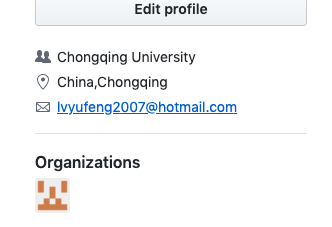 Edit profile
Chongqing University
China,Chongqing
lvyufeng2007@hotmail.com
Organizations